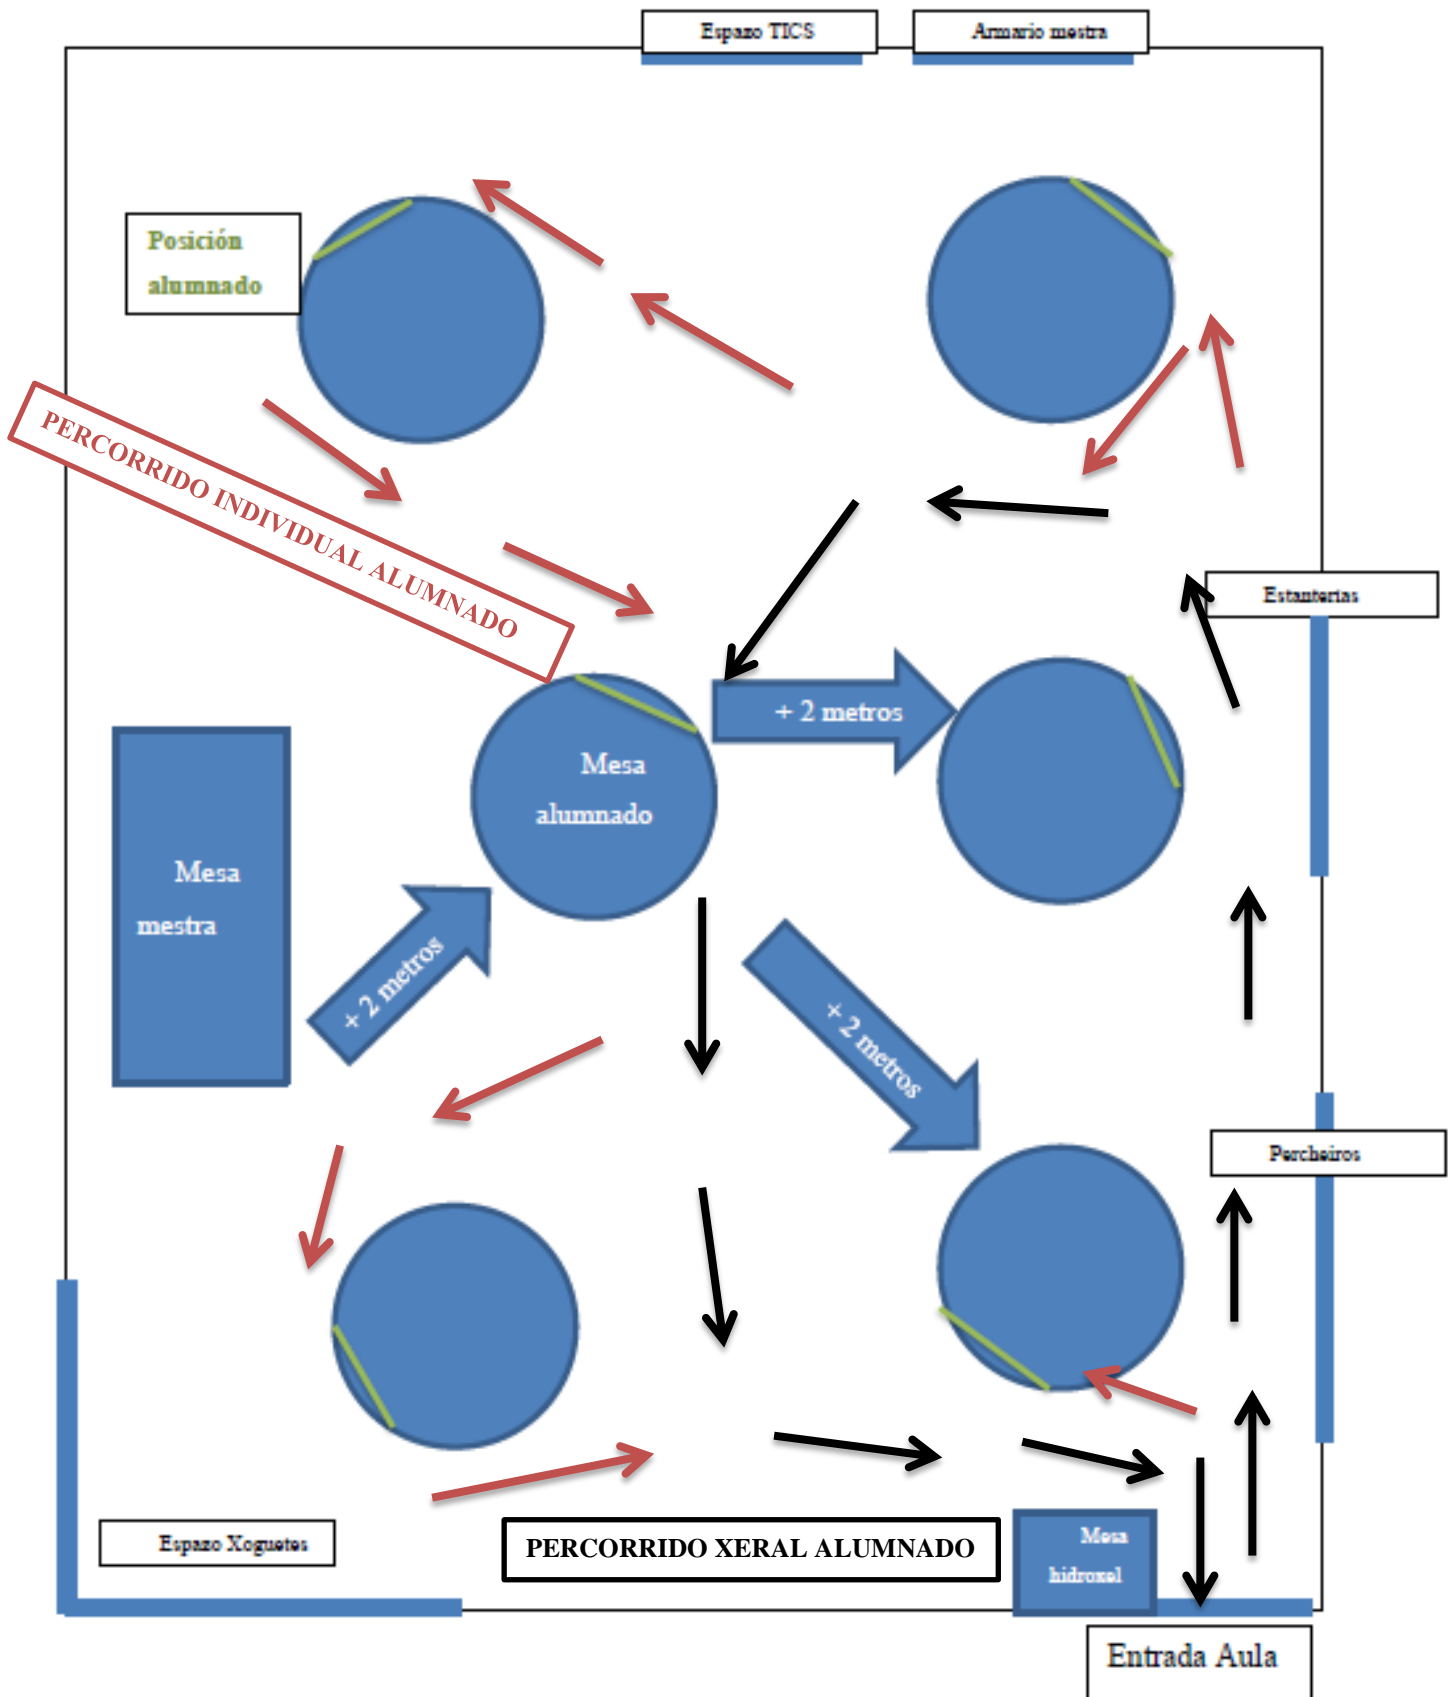 Espazo TICS
Armario mestra
Posición
alumnado
PERCORRIDO INDIVIDUAL ALUMNADO
Estanterías
+ 2 metros
Mesa
alumnado
Mesa
mestra
+ 2 metros
+ 2 metros
Percheiros
Espazo Xoguetes
PERCORRIDO XERAL ALUMNADO
Mesa
hidroxel
Entrada Aula